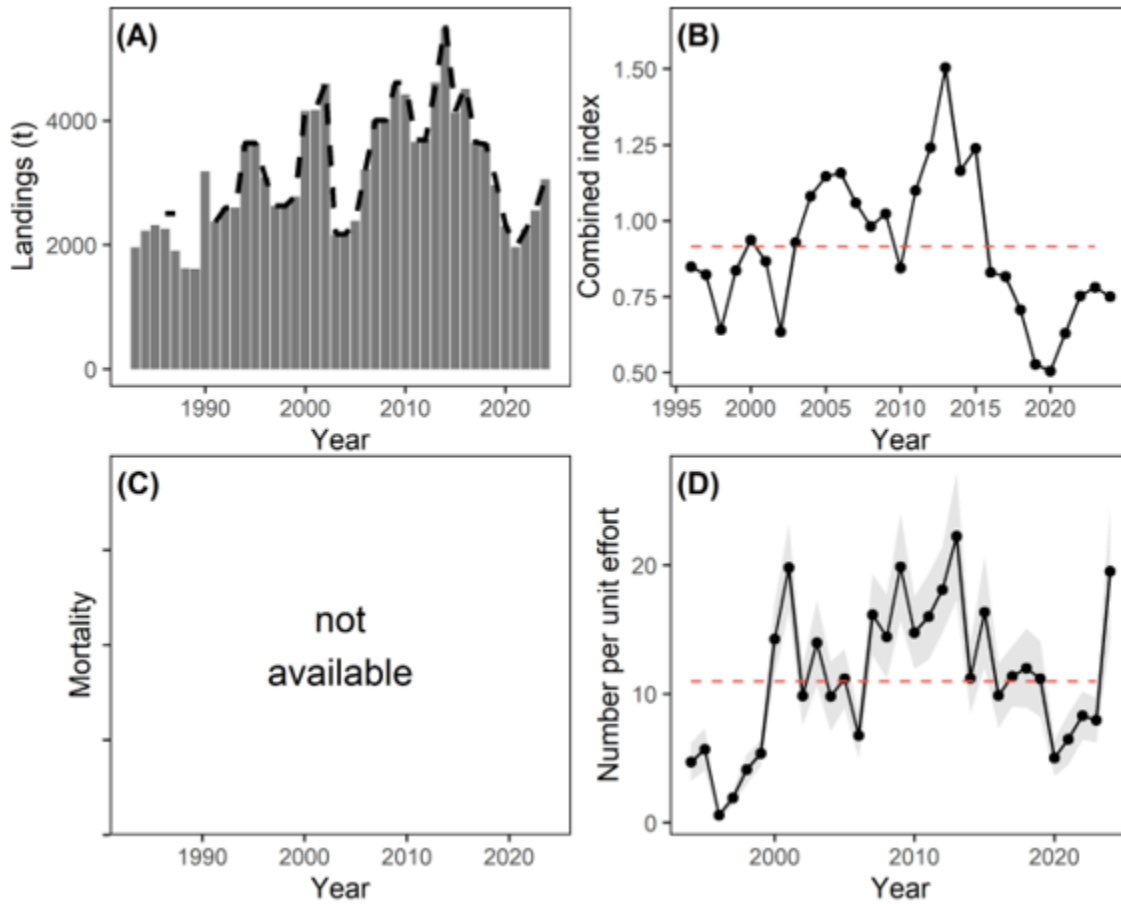 (A)
Landings (t)
4000
2000
0
1990
2000
2010
2020
Year
(B)
Combined index
1.50
1.25
1.00
0.75
0.50
1995
2000
2005
2010
2015
2020
Year
(C)
Mortality
not
available
1990
2000
2010
2020
Year
(D)
Number per unit effort
20
10
0
2000
2010
2020
Year